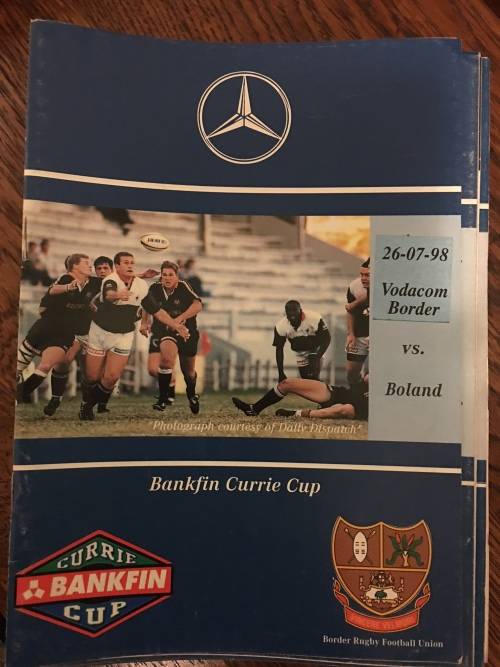 26-07-98
Vodacom
Border
vs.
Boland
"Photograph courtesy of Daily Dispatch"
Bankfin Currie Cup
CURRIE
BANKFIN
CUP
Border Rugby Football Union